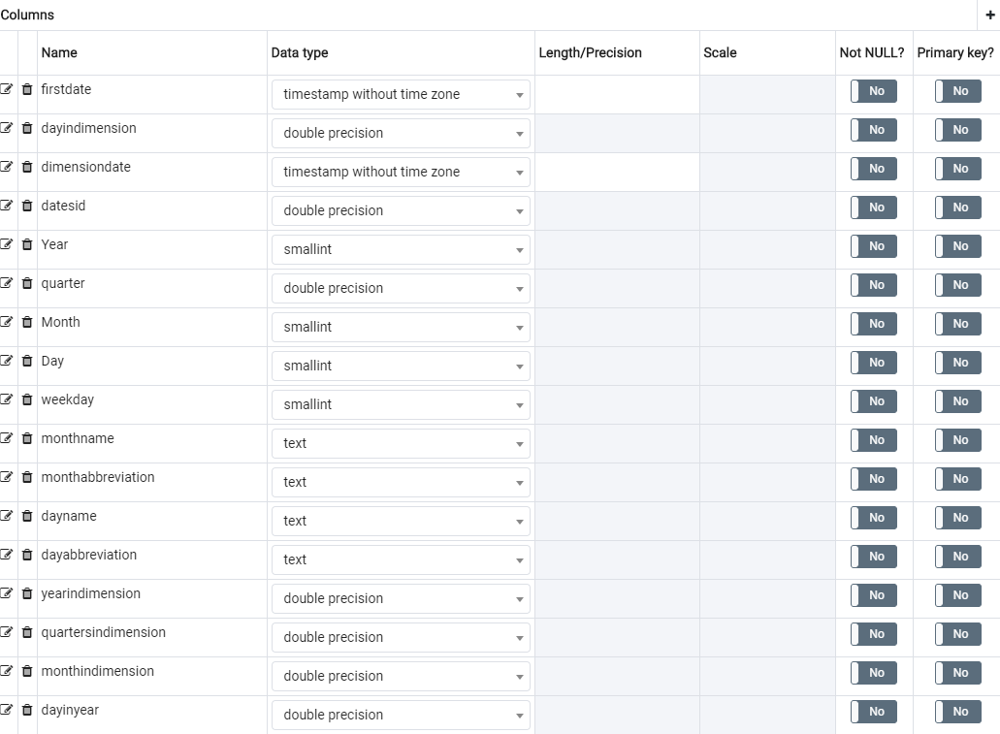 Columns +
Name Data type Length/Precision Scale Not NULL? Primary key?
firstdate timestamp without time zone No No
dayindimension double precision No No
dimensiondate timestamp without time zone No No
datesid double precision No No
Year smallint No No
quarter double precision No No
Month smallint No No
Day smallint No No
weekday smallint No No
monthname text No No
monthabbreviation text No No
dayname text No No
dayabbreviation text No No
yearindimension double precision No No
quartersindimension double precision No No
monthindimension double precision No No
dayinyear double precision No No